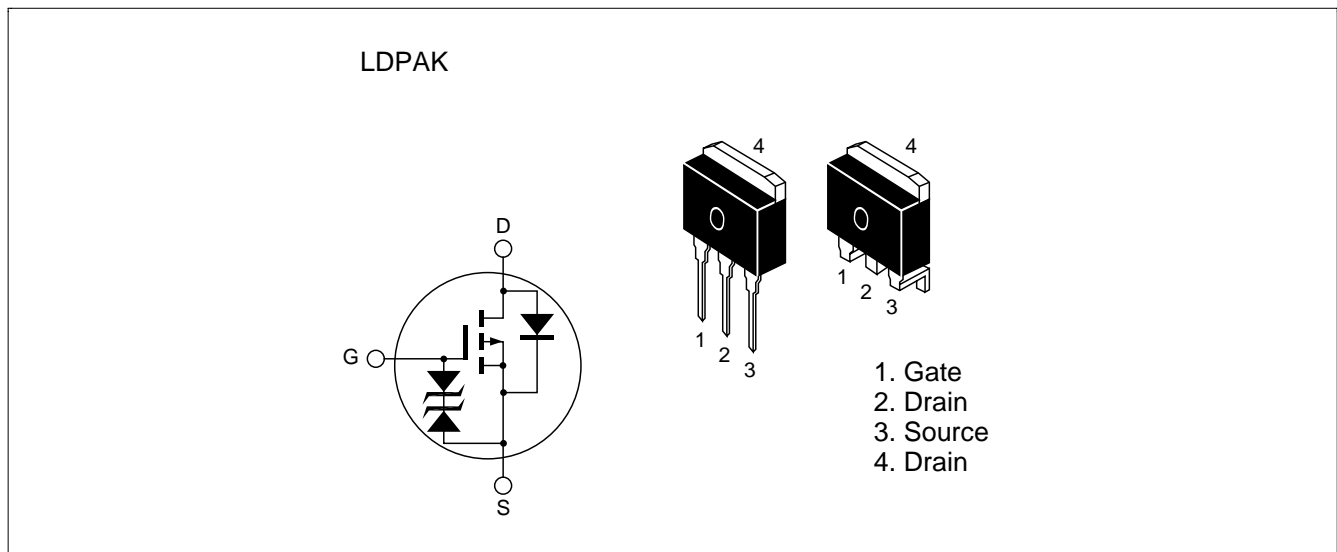 LDPAK
4
4
D
G
S
1
2
3
1
2
3
1. Gate
2. Drain
3. Source
4. Drain